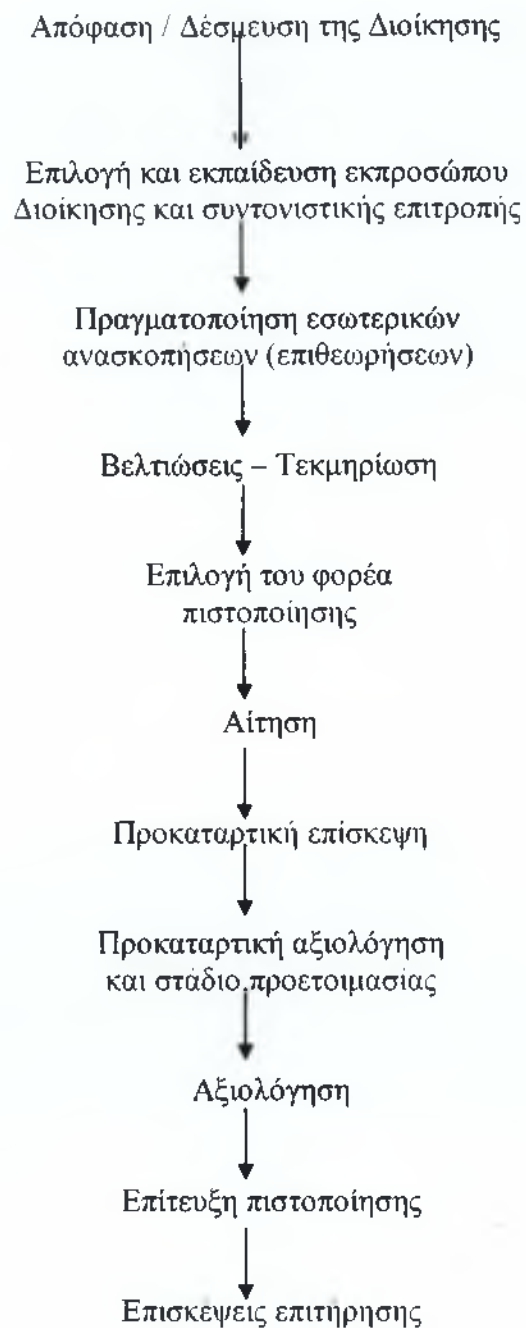 Απόφαση / Δέσμευση της Διοίκησης
Επιλογή και εκπαίδευση εκπροσώπου
Διοίκησης και συντονιστικής επιτροπής
Πραγματοποίηση εσωτερικών
ανασκοπήσεων (επιθεωρήσεων)
Βελτιώσεις – Τεκμηρίωση
Επιλογή του φορέα
πιστοποίησης
Αίτηση
Προκαταρτική επίσκεψη
Προκαταρτική αξιολόγηση
και στάδιο προετοιμασίας
Αξιολόγηση
Επίτευξη πιστοποίησης
Επισκέψεις επιτήρησης